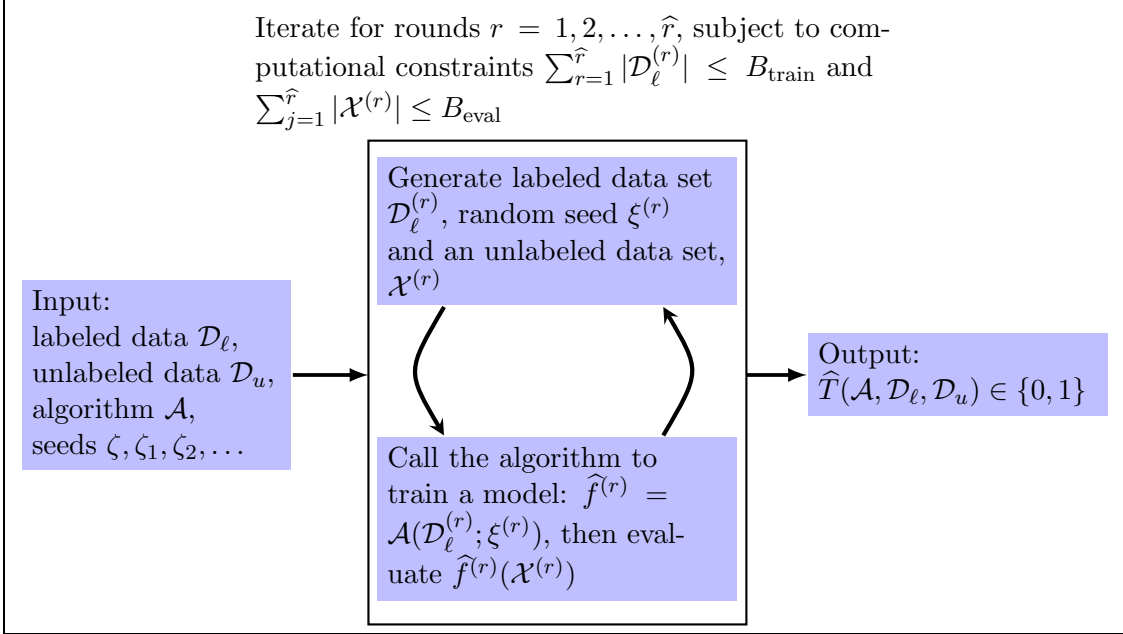 Iterate for rounds r = 1, 2, . . . , r̂, subject to com-
putational constraints ∑_{r=1}^{r̂} |𝒟_ℓ^{(r)}| ≤ B_train and
∑_{j=1}^{r̂} |𝒳^{(r)}| ≤ B_eval
Generate labeled data set
𝒟_ℓ^{(r)}, random seed ξ^{(r)}
and an unlabeled data set,
𝒳^{(r)}
Input:
labeled data 𝒟_ℓ,
unlabeled data 𝒟_u,
algorithm 𝒜,
seeds ζ, ζ_1, ζ_2, . . .
Call the algorithm to
train a model: f̂^{(r)} =
𝒜(𝒟_ℓ^{(r)}; ξ^{(r)}), then eval-
uate f̂^{(r)}(𝒳^{(r)})
Output:
T̂(𝒜, 𝒟_ℓ, 𝒟_u) ∈ {0, 1}